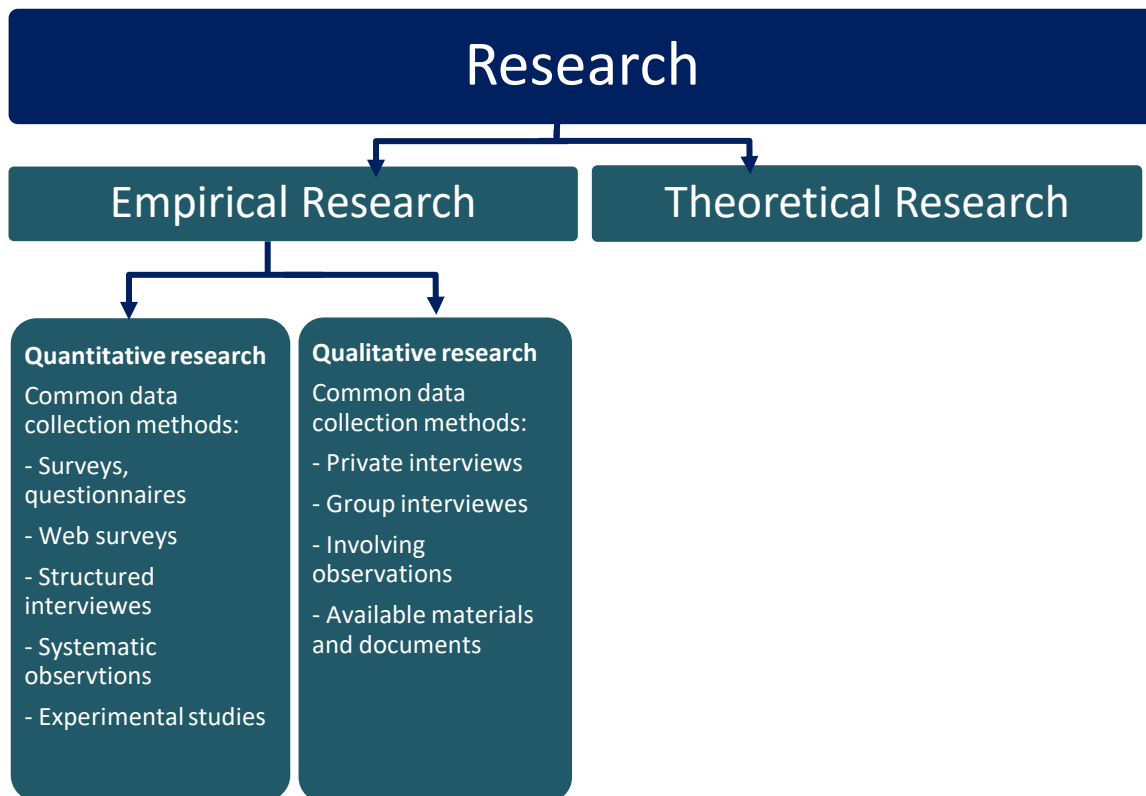 Research
Empirical Research
Theoretical Research
Quantitative research
Common data
collection methods:
- Surveys,
questionnaires
- Web surveys
- Structured
interviewes
- Systematic
observtions
- Experimental studies
Qualitative research
Common data
collection methods:
- Private interviews
- Group interviewes
- Involving
observations
- Available materials
and documents